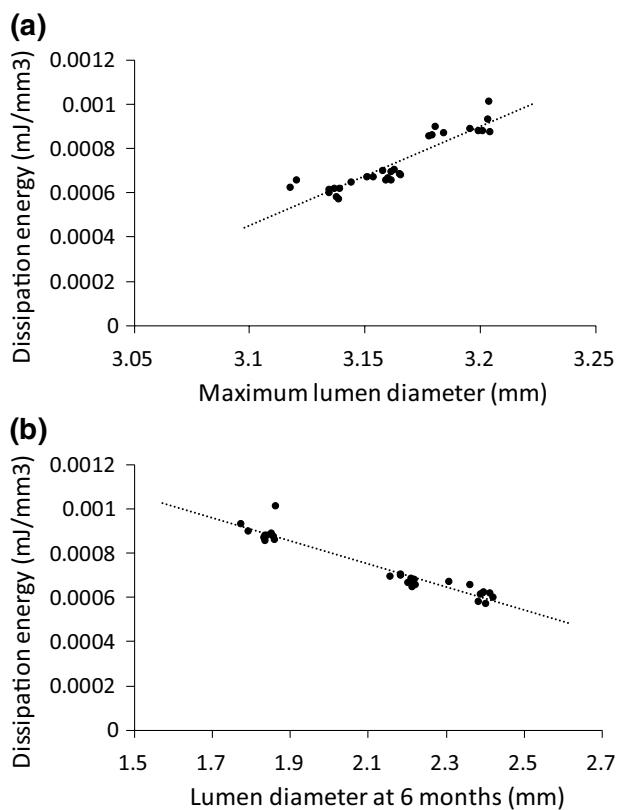 (a)
Dissipation energy (mJ/mm3)
0.0012
0.001
0.0008
0.0006
0.0004
0.0002
0
3.05 3.1 3.15 3.2 3.25
Maximum lumen diameter (mm)
(b)
Dissipation energy (mJ/mm3)
0.0012
0.001
0.0008
0.0006
0.0004
0.0002
0
1.5 1.7 1.9 2.1 2.3 2.5 2.7
Lumen diameter at 6 months (mm)